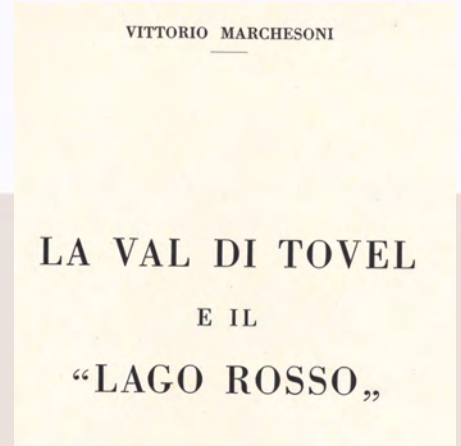 VITTORIO MARCHESONI
LA VAL DI TOVEL
E IL
“LAGO ROSSO„